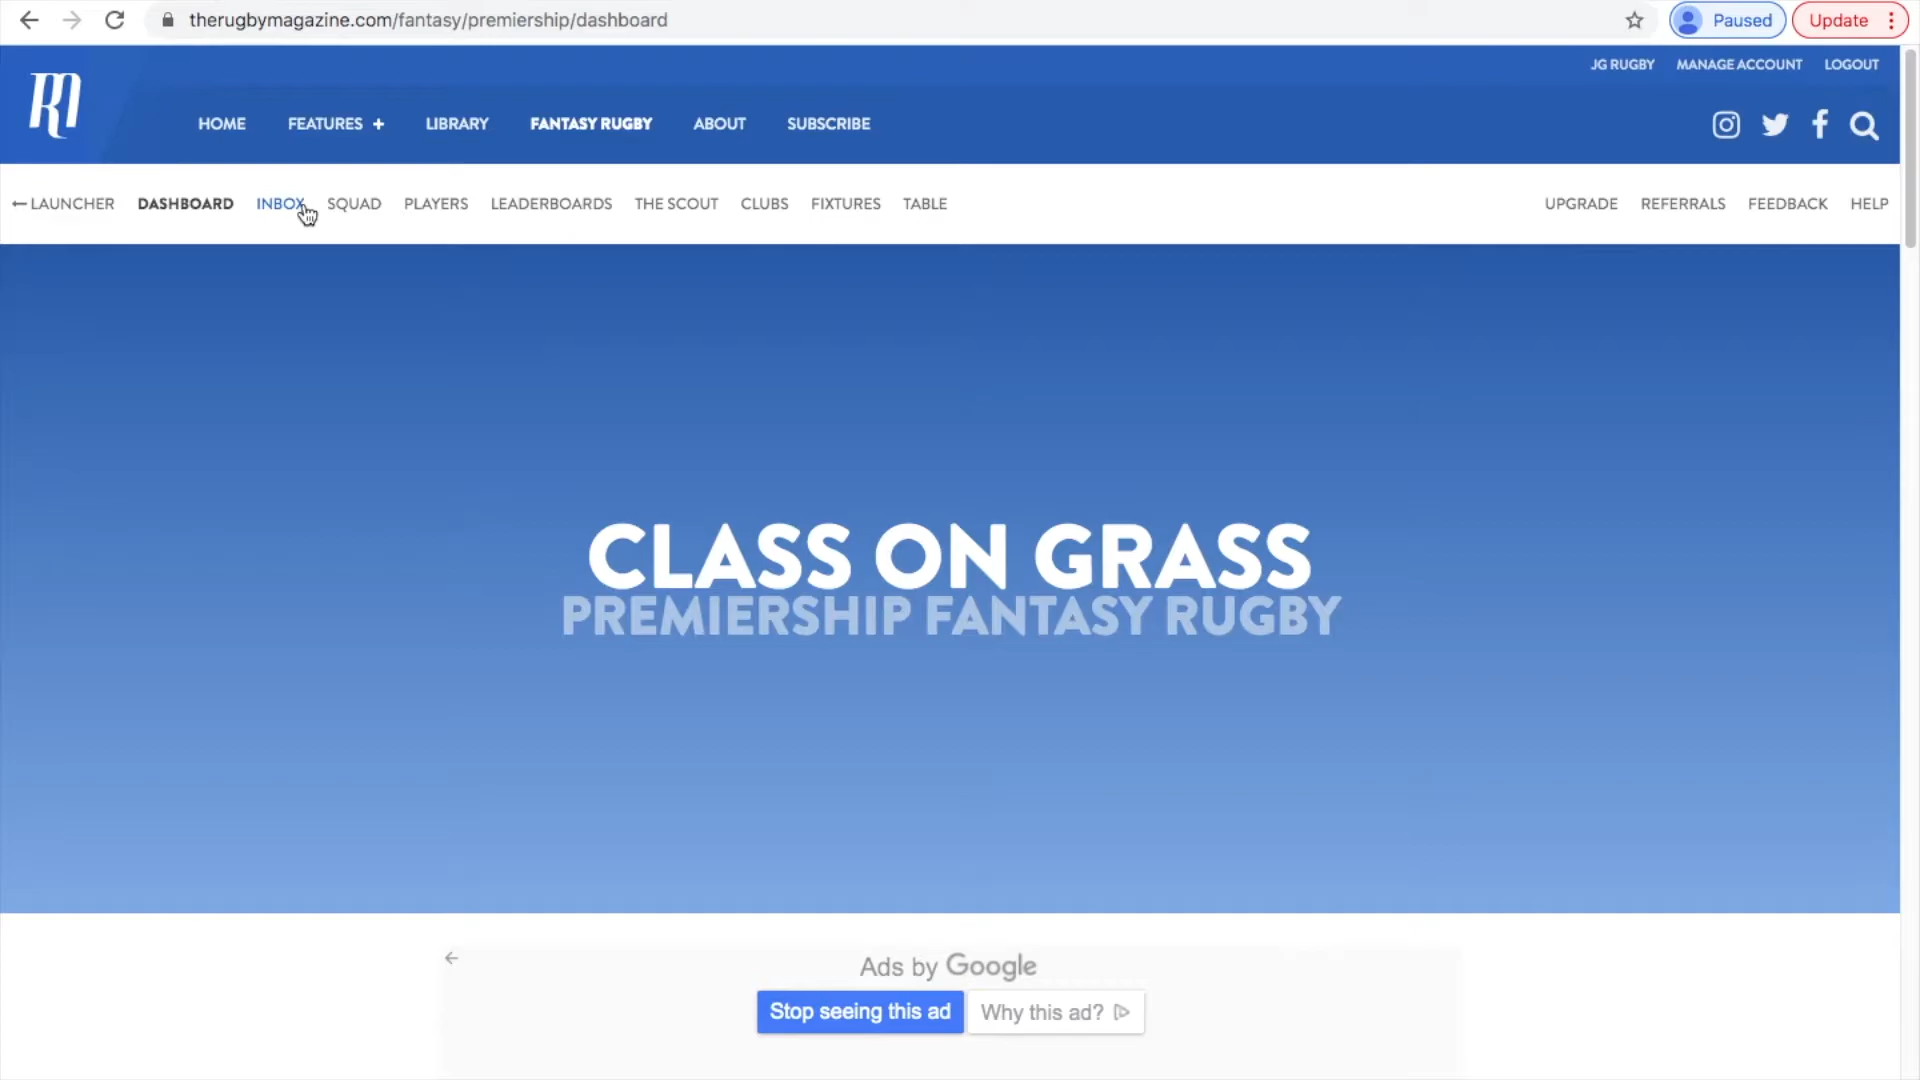 therugbymagazine.com/fantasy/premiership/dashboard
Paused
Update
JG RUGBY MANAGE ACCOUNT LOGOUT
RM
HOME FEATURES + LIBRARY FANTASY RUGBY ABOUT SUBSCRIBE
LAUNCHER DASHBOARD INBOX SQUAD PLAYERS LEADERBOARDS THE SCOUT CLUBS FIXTURES TABLE UPGRADE REFERRALS FEEDBACK HELP
CLASS ON GRASS
PREMIERSHIP FANTASY RUGBY
Ads by Google
Stop seeing this ad Why this ad?